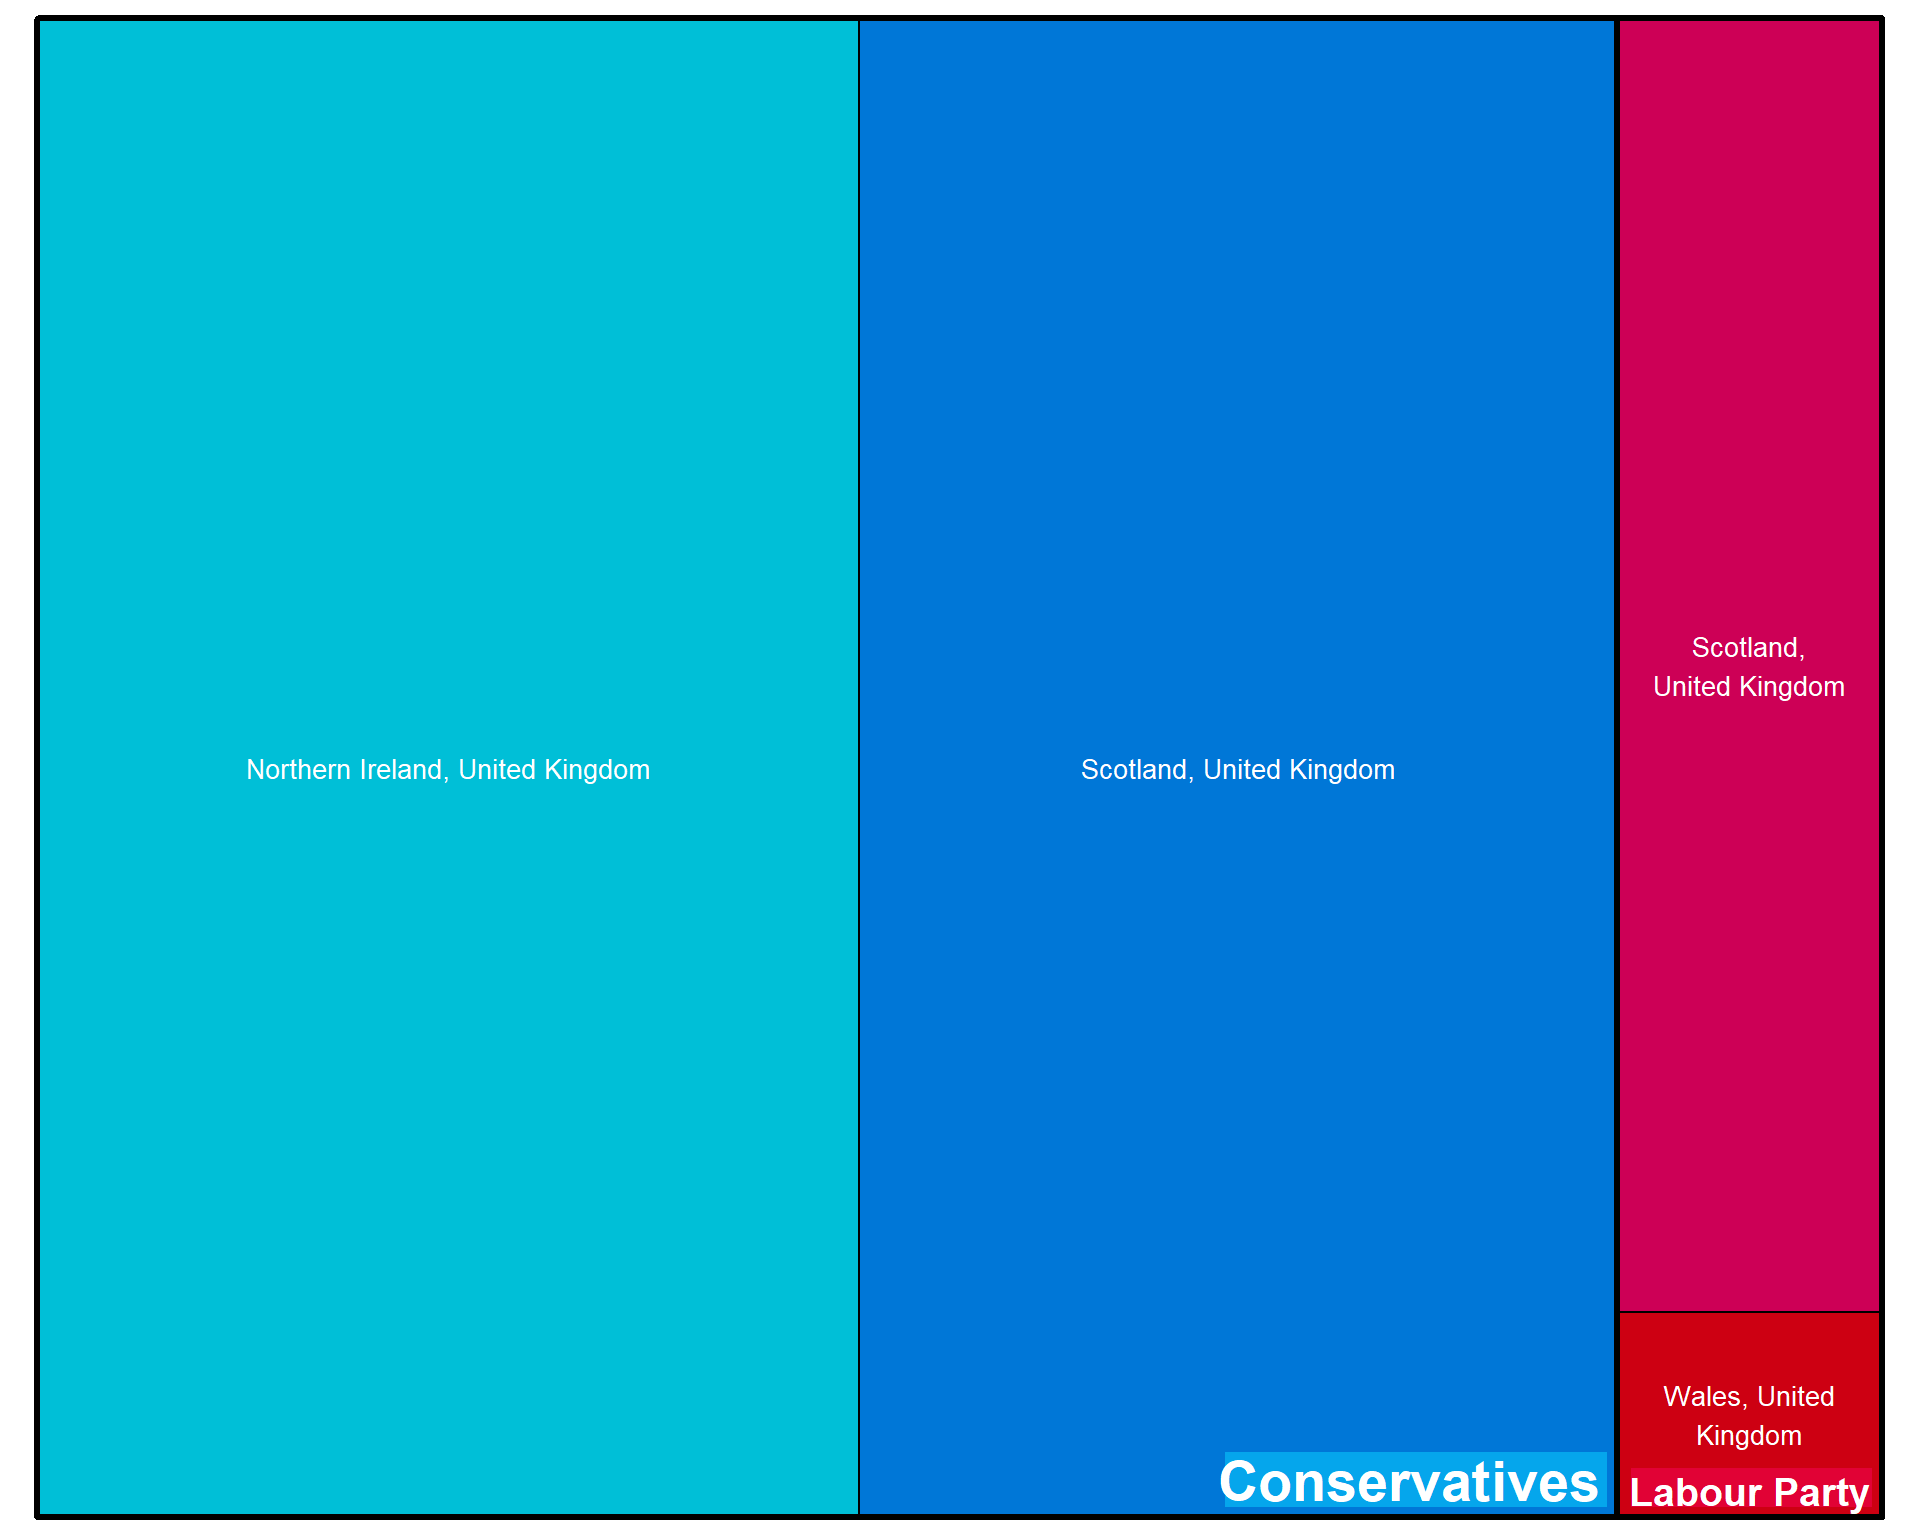 Northern Ireland, United Kingdom
Scotland, United Kingdom
Conservatives
Scotland,
United Kingdom
Wales, United
Kingdom
Labour Party